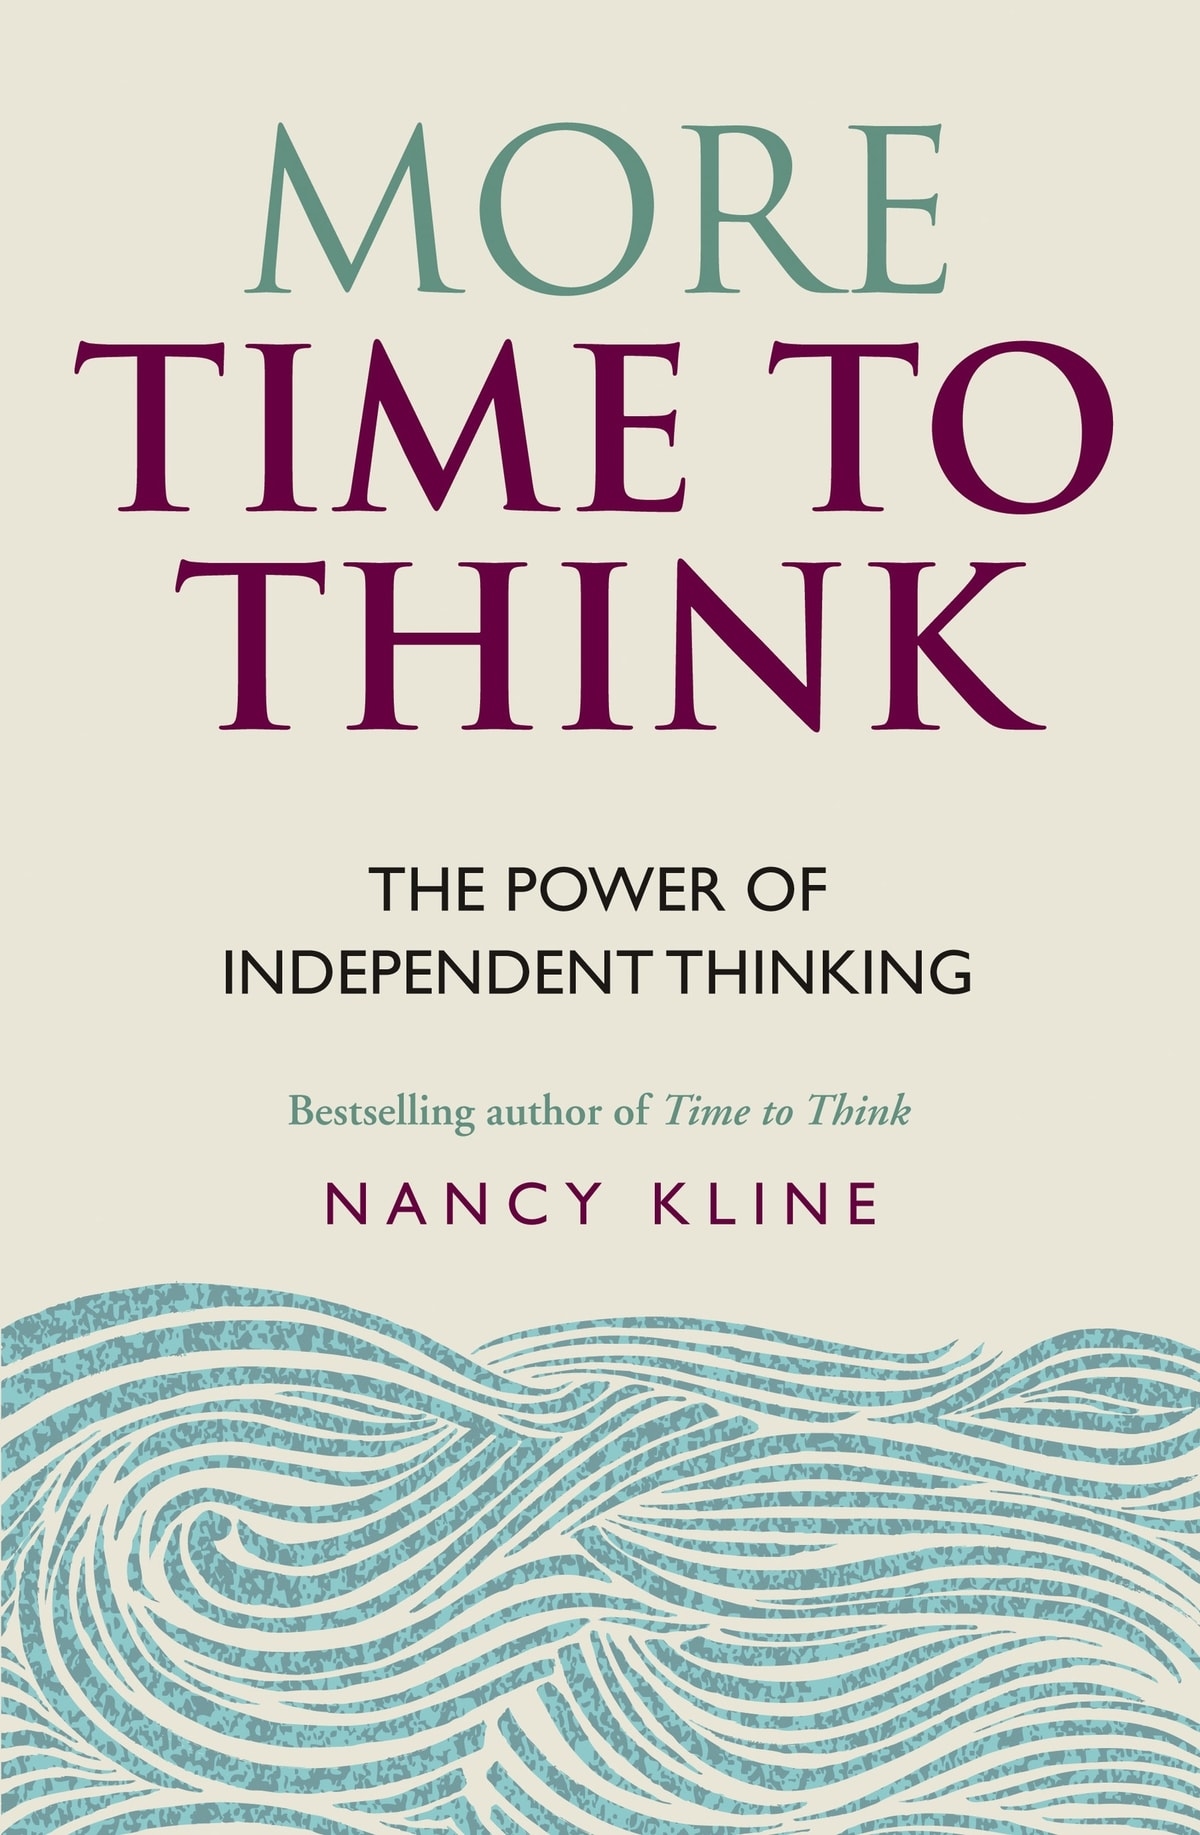 MORE
TIME TO
THINK
THE POWER OF
INDEPENDENT THINKING
Bestselling author of Time to Think
NANCY KLINE